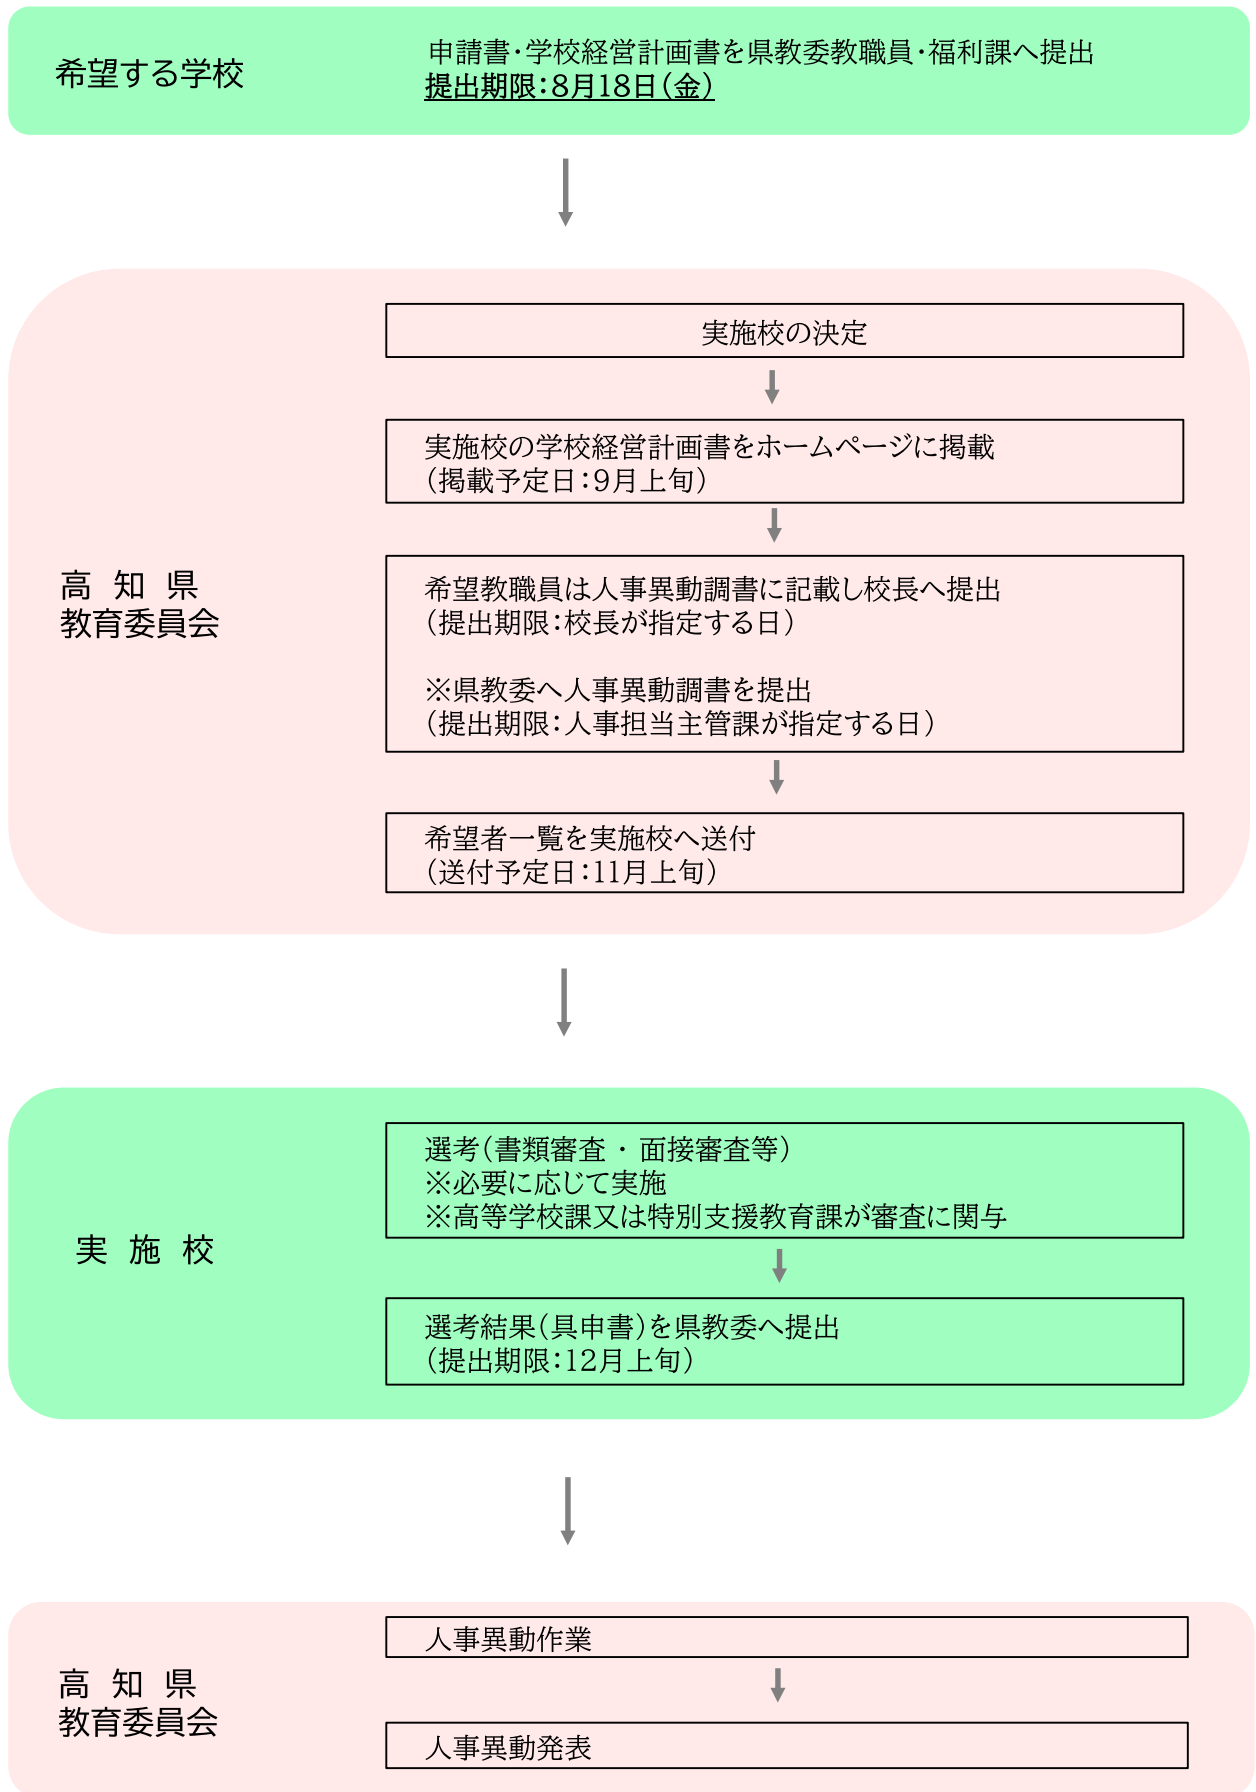 希望する学校
申請書・学校経営計画書を県教委教職員・福利課へ提出
提出期限：８月１８日（金）
実施校の決定
実施校の学校経営計画書をホームページに掲載
（掲載予定日：９月上旬）
高 知 県
教育委員会
希望教職員は人事異動調書に記載し校長へ提出
（提出期限：校長が指定する日）
※県教委へ人事異動調書を提出
（提出期限：人事担当主管課が指定する日）
希望者一覧を実施校へ送付
（送付予定日：１１月上旬）
実 施 校
選考（書類審査 ・ 面接審査等）
※必要に応じて実施
※高等学校課又は特別支援教育課が審査に関与
選考結果（具申書）を県教委へ提出
（提出期限：１２月上旬）
高 知 県
教育委員会
人事異動作業
人事異動発表